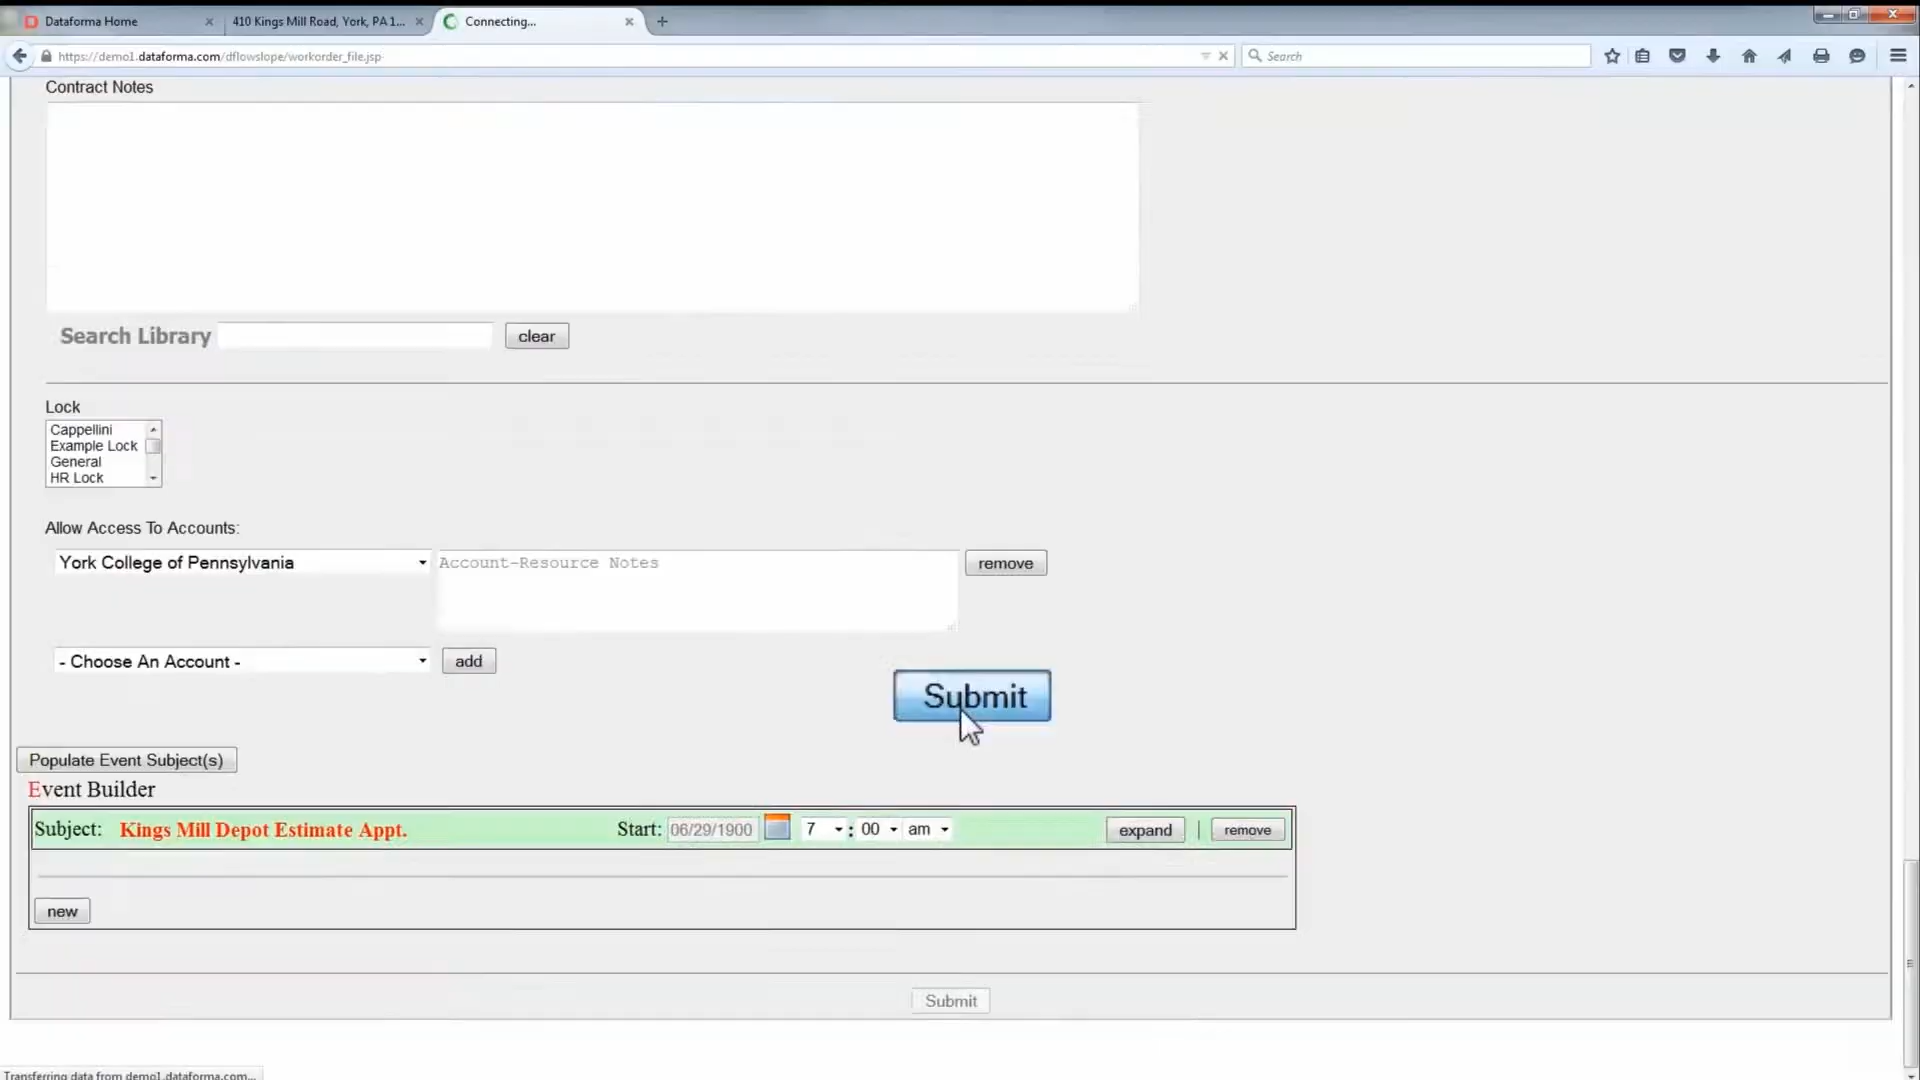 Dataforma Home
410 Kings Mill Road, York, PA 1...
Connecting...
https://demo1.dataforma.com/dflowslope/workorder_file.jsp
Search
Contract Notes
Search Library
clear
Lock
Cappellini
Example Lock
General
HR Lock
Allow Access To Accounts:
York College of Pennsylvania
Account-Resource Notes
remove
- Choose An Account -
add
Submit
Populate Event Subject(s)
Event Builder
Subject: Kings Mill Depot Estimate Appt. Start: 06/29/1900 7 : 00 am expand | remove
new
Submit
Transferring data from demo1.dataforma.com...